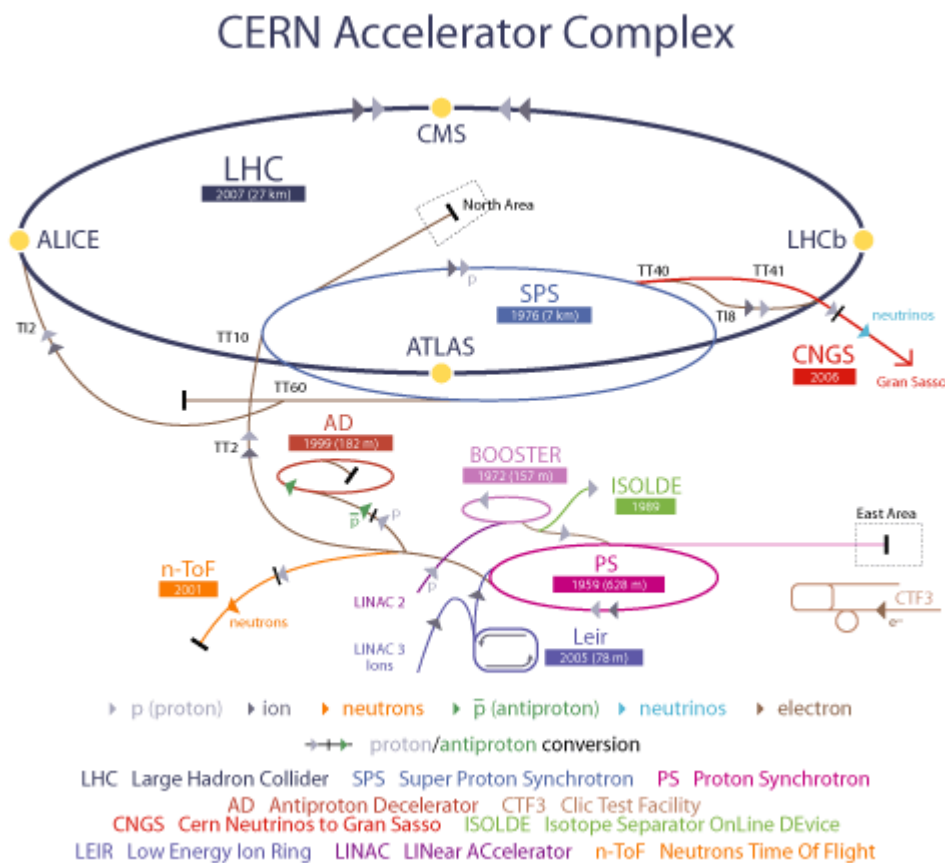 CERN Accelerator Complex
CMS
LHC
2007 (27 km)
North Area
ALICE
LHCb
TT40
TT41
SPS
1976 (7 km)
p
TI2
TI8
neutrinos
TT10
ATLAS
CNGS
2006
Gran Sasso
TT60
AD
1999 (182 m)
TT2
BOOSTER
1972 (157 m)
ISOLDE
1989
East Area
p̅
p
n-ToF
2001
PS
1959 (628 m)
LINAC 2
p
neutrons
CTF3
e⁻
Leir
2005 (78 m)
LINAC 3
Ions
p (proton) ion neutrons p̅ (antiproton) neutrinos electron
proton/antiproton conversion
LHC Large Hadron Collider SPS Super Proton Synchrotron PS Proton Synchrotron
AD Antiproton Decelerator CTF3 Clic Test Facility
CNGS Cern Neutrinos to Gran Sasso ISOLDE Isotope Separator OnLine DEvice
LEIR Low Energy Ion Ring LINAC LINear ACcelerator n-ToF Neutrons Time Of Flight